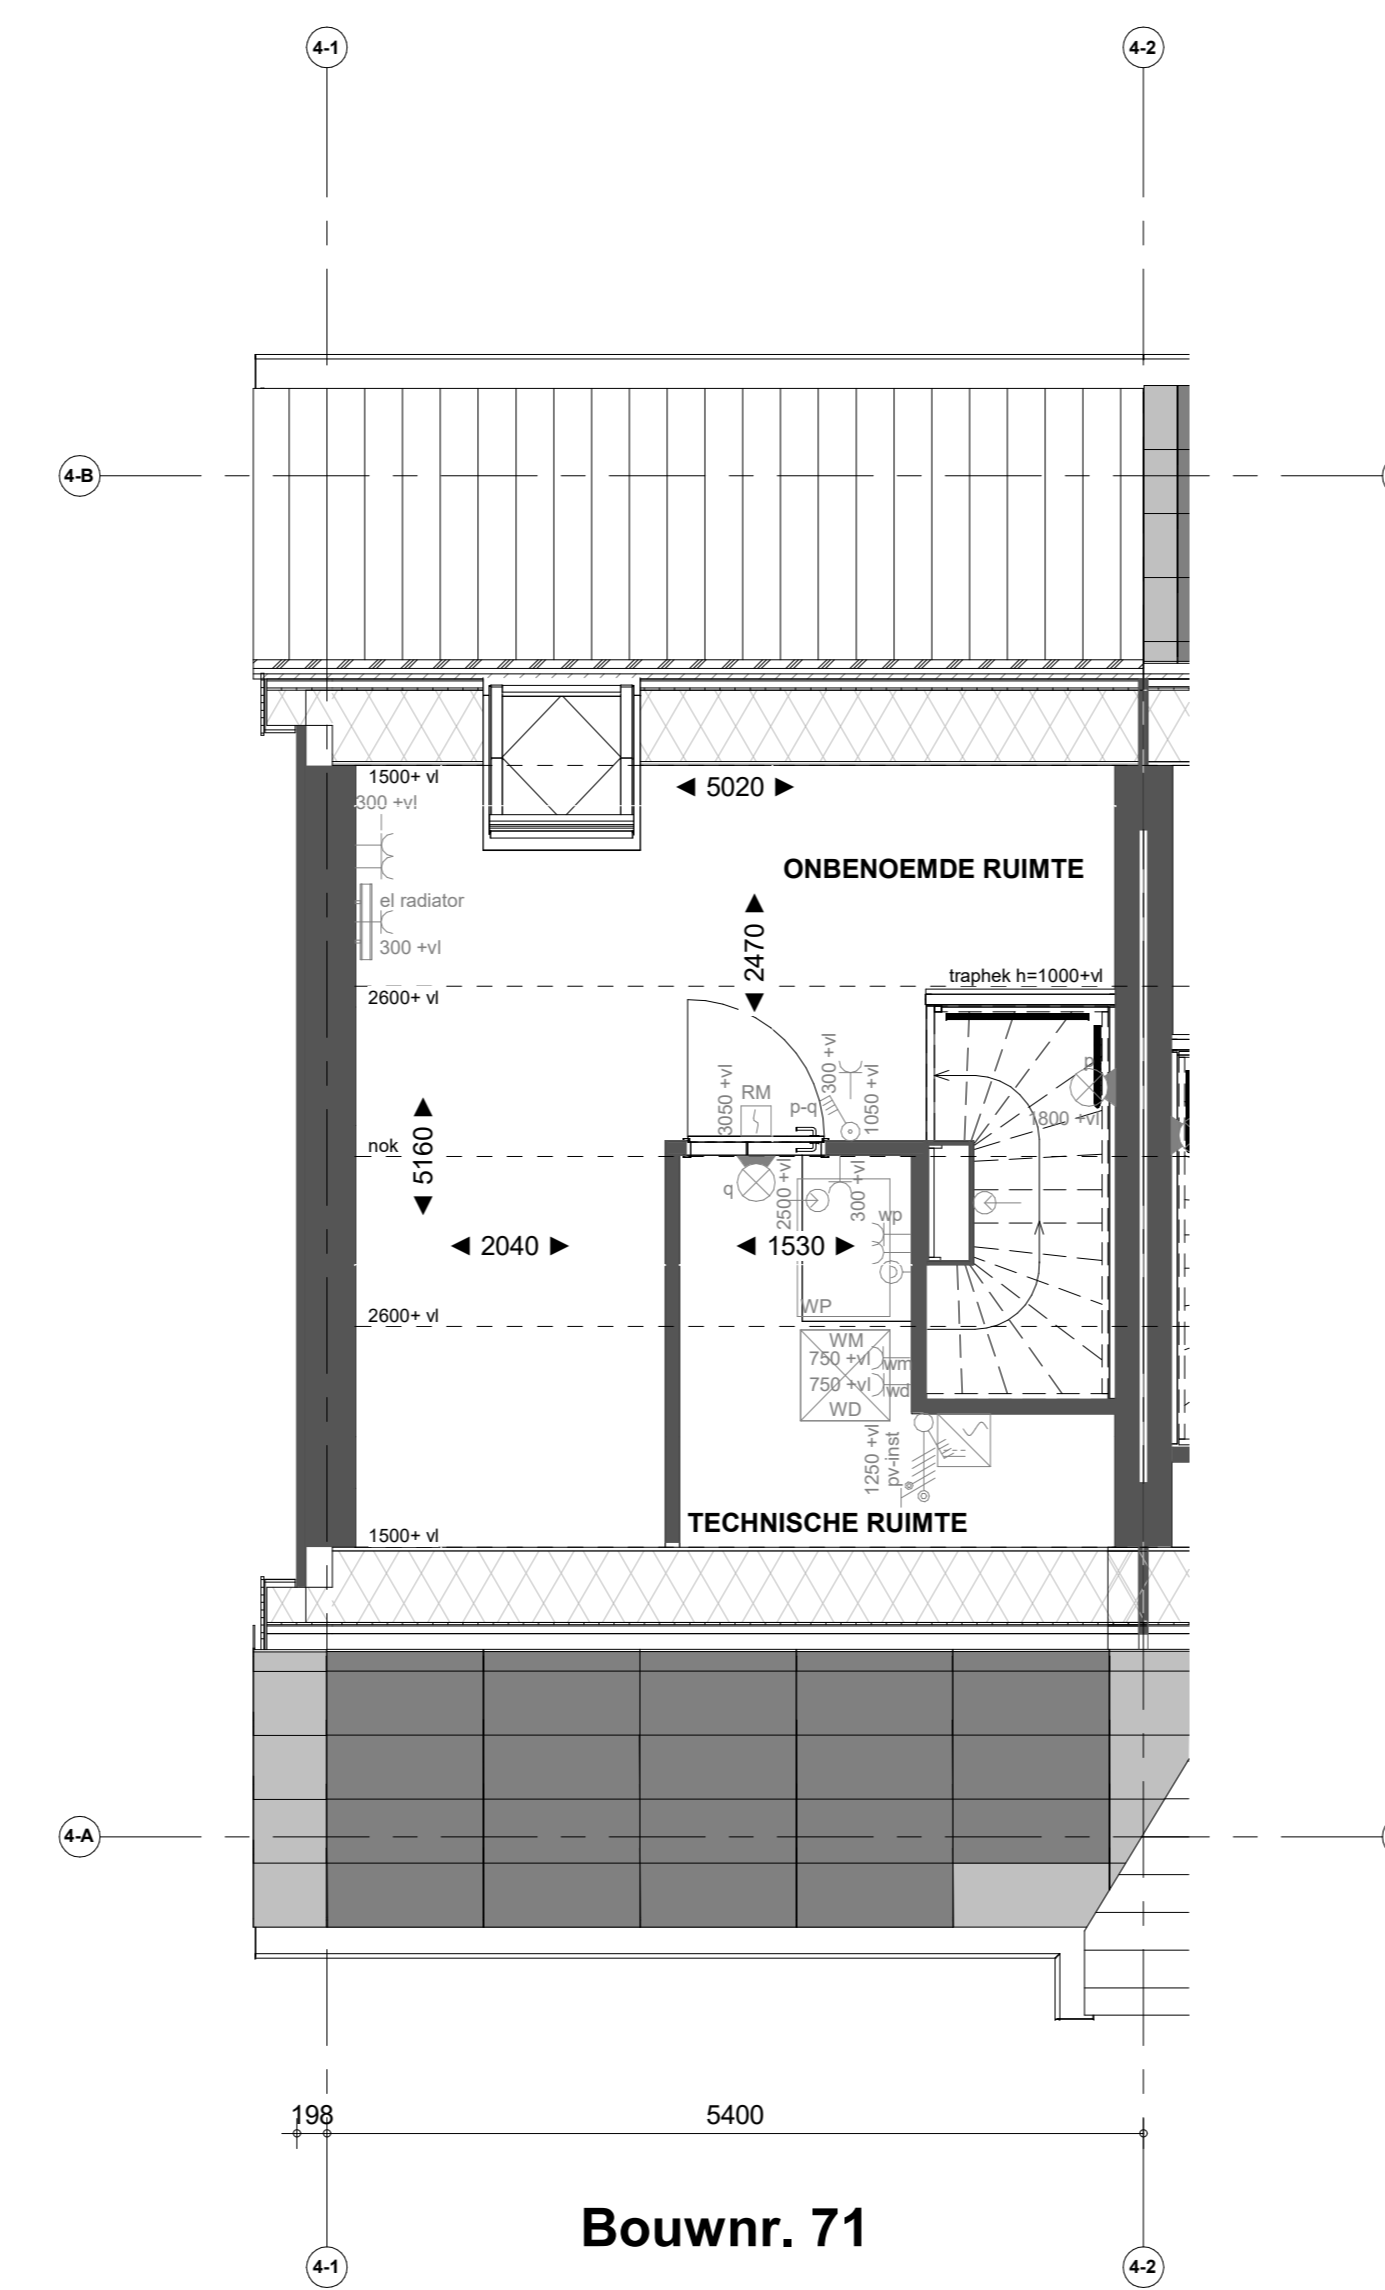 4-1
4-2
4-B
1500+ vl
300 +vl
◄ 5020 ►
ONBENOEMDE RUIMTE
el radiator
300 +vl
◄ 2470 ►
traphek h=1000+vl
2600+ vl
3050 +vl
RM
p-q
300 +vl
1050 +vl
p
1800 +vl
nok
◄ 5160 ►
q
2500 +vl
300 +vl
wp
◄ 2040 ►
◄ 1530 ►
WP
2600+ vl
WM
750 +vl
wm
750 +vl
wd
WD
1250 +vl
pv-inst
TECHNISCHE RUIMTE
1500+ vl
4-A
198
5400
Bouwnr. 71
4-1
4-2